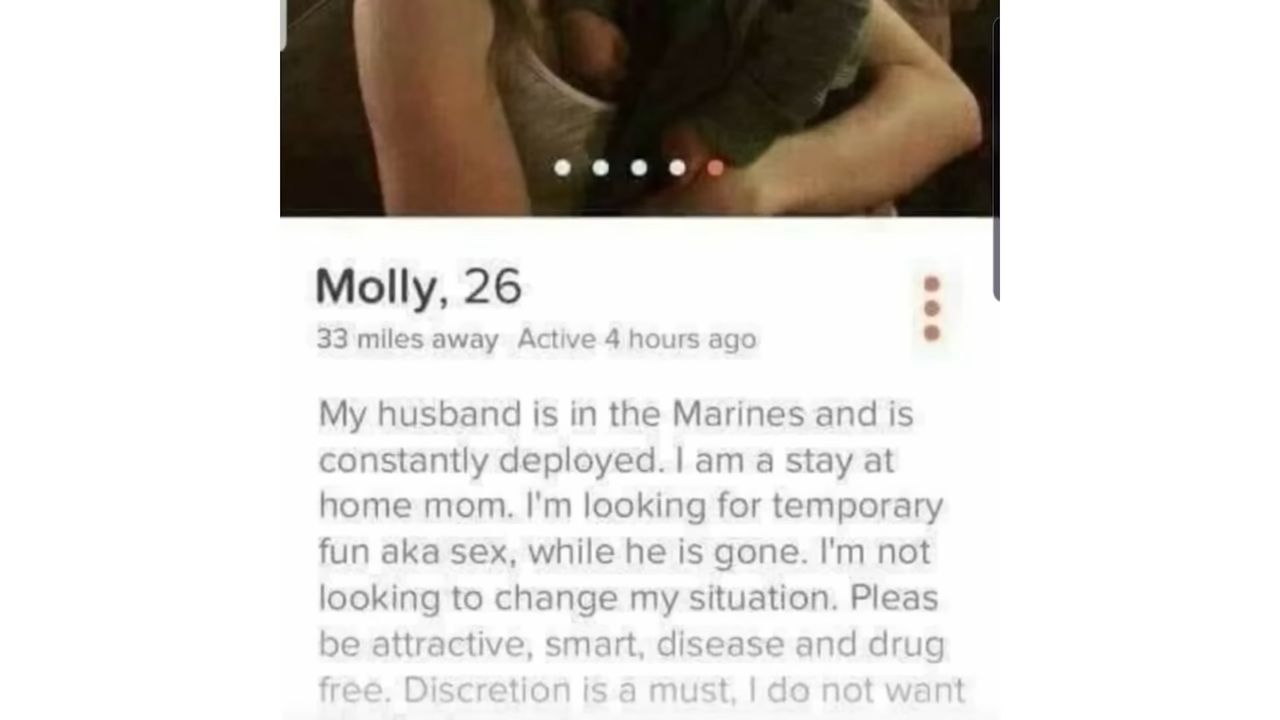 Molly, 26
33 miles away Active 4 hours ago
My husband is in the Marines and is
constantly deployed. I am a stay at
home mom. I'm looking for temporary
fun aka sex, while he is gone. I'm not
looking to change my situation. Pleas
be attractive, smart, disease and drug
free. Discretion is a must, I do not want